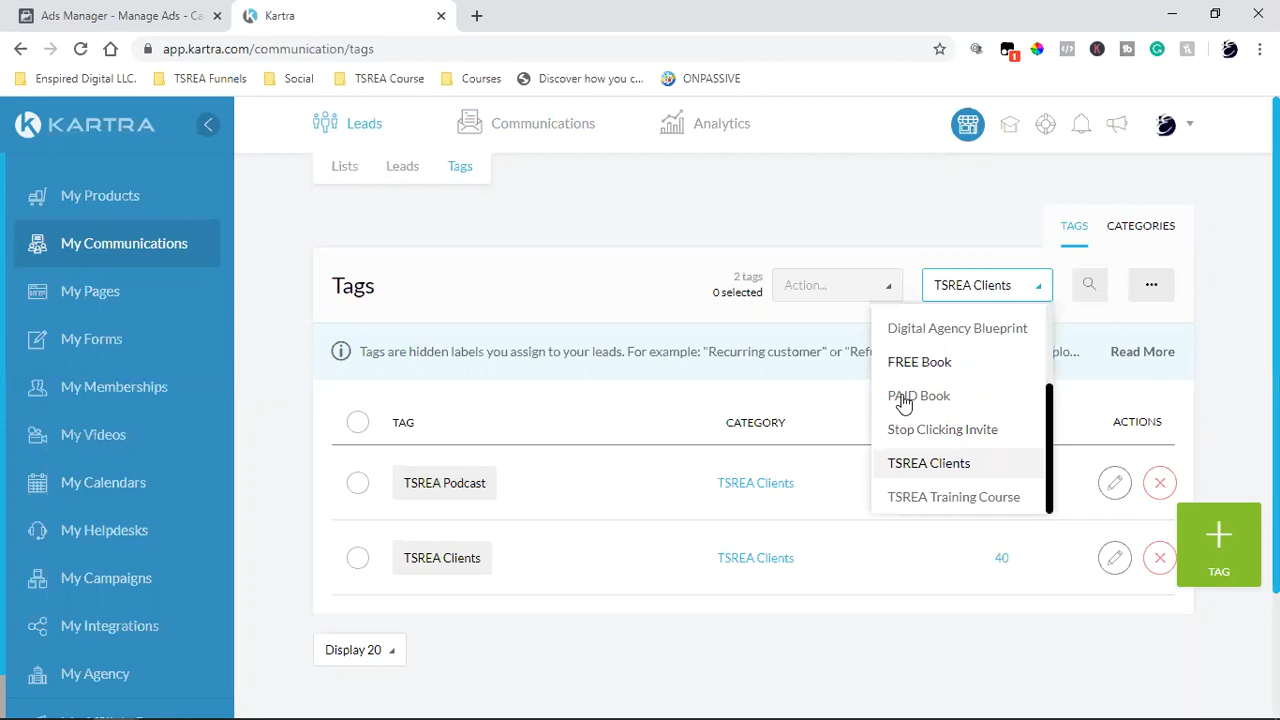 Ads Manager - Manage Ads - Ca
Kartra
app.kartra.com/communication/tags
1
Enspired Digital LLC.
TSREA Funnels
Social
TSREA Course
Courses
Discover how you c...
ONPASSIVE
KARTRA
Leads
Communications
Analytics
Lists
Leads
Tags
My Products
My Communications
My Pages
My Forms
My Memberships
My Videos
My Calendars
My Helpdesks
My Campaigns
My Integrations
My Agency
TAGS
CATEGORIES
Tags
2 tags
0 selected
Action...
TSREA Clients
Digital Agency Blueprint
FREE Book
PAID Book
Stop Clicking Invite
TSREA Clients
TSREA Training Course
Tags are hidden labels you assign to your leads. For example: "Recurring customer" or "Refu
plo...
Read More
TAG
CATEGORY
ACTIONS
TSREA Podcast
TSREA Clients
TSREA Clients
TSREA Clients
40
TAG
Display 20